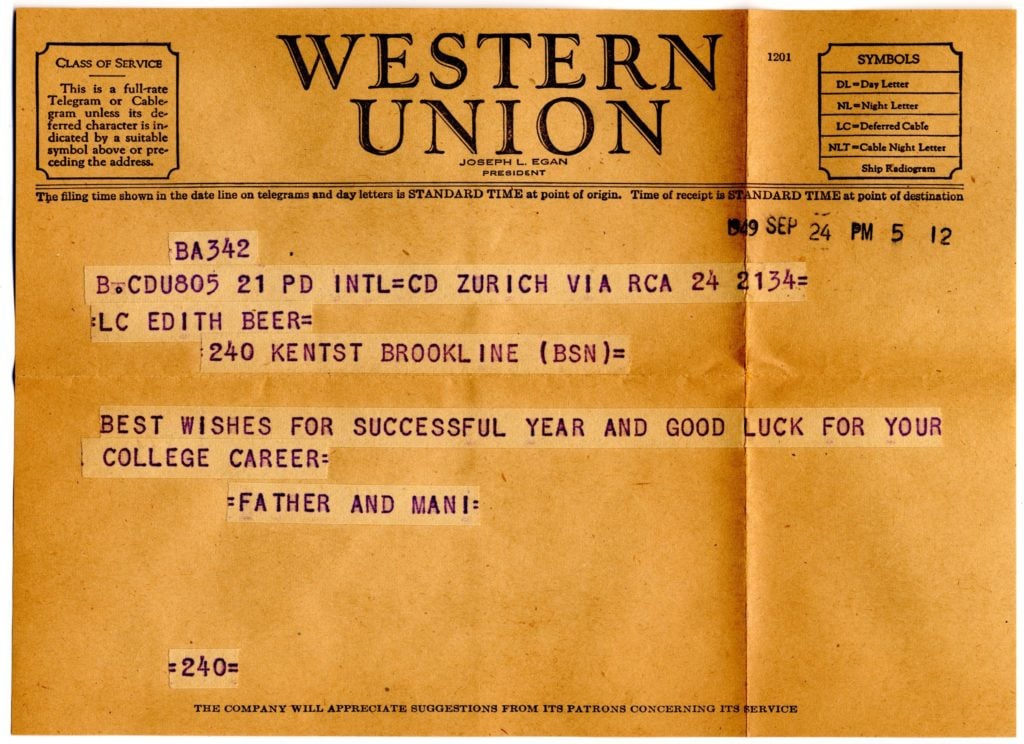 CLASS OF SERVICE
This is a full-rate
Telegram or Cable-
gram unless its de-
ferred character is in-
dicated by a suitable
symbol above or pre-
ceding the address.
WESTERN
UNION
JOSEPH L. EGAN
PRESIDENT
1201
SYMBOLS
DL=Day Letter
NL=Night Letter
LC=Deferred Cable
NLT=Cable Night Letter
Ship Radiogram
The filing time shown in the date line on telegrams and day letters is STANDARD TIME at point of origin. Time of receipt is STANDARD TIME at point of destination
1949 SEP 24 PM 5 12
BA342
B.CDU805 21 PD INTL=CD ZURICH VIA RCA 24 2134=
:LC EDITH BEER=
:240 KENTST BROOKLINE (BSN)=
BEST WISHES FOR SUCCESSFUL YEAR AND GOOD LUCK FOR YOUR
COLLEGE CAREER=
=FATHER AND MANI=
=240=
THE COMPANY WILL APPRECIATE SUGGESTIONS FROM ITS PATRONS CONCERNING ITS SERVICE